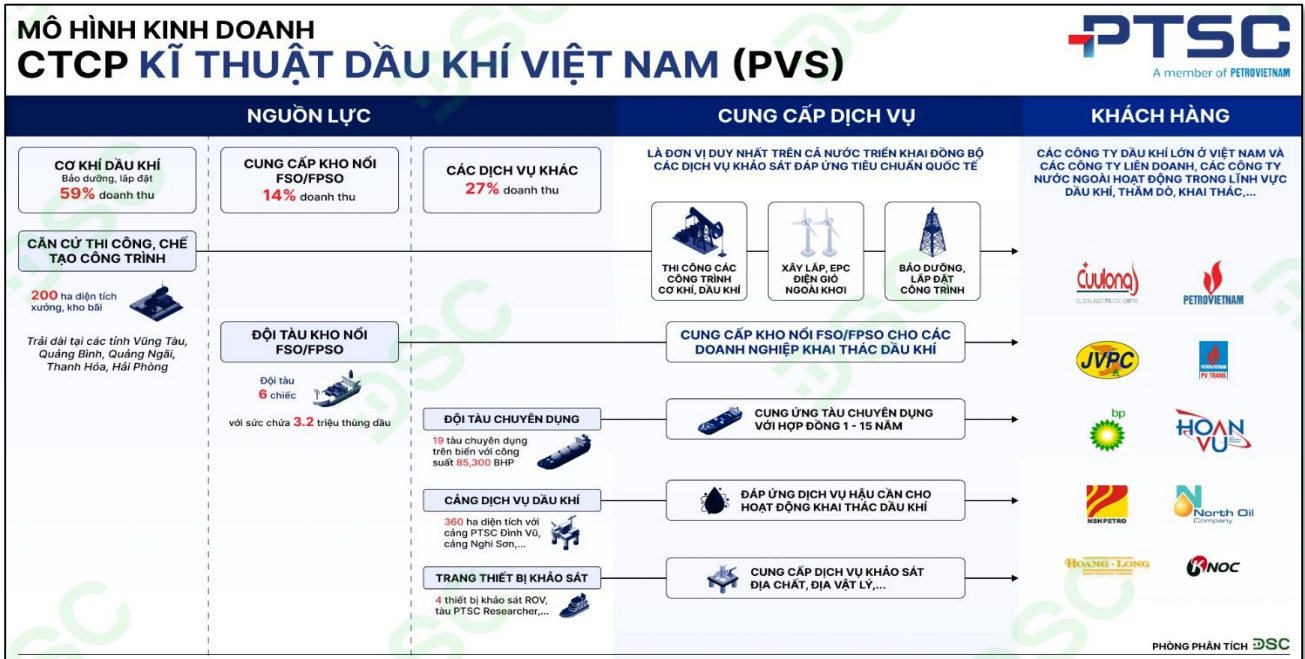 MÔ HÌNH KINH DOANH
CTCP KĨ THUẬT DẦU KHÍ VIỆT NAM (PVS)
PTSC
A member of PETROVIETNAM
NGUỒN LỰC
CUNG CẤP DỊCH VỤ
KHÁCH HÀNG
CƠ KHÍ DẦU KHÍ
Bảo dưỡng, lắp đặt
59% doanh thu
CUNG CẤP KHO NỔI
FSO/FPSO
14% doanh thu
CÁC DỊCH VỤ KHÁC
27% doanh thu
LÀ ĐƠN VỊ DUY NHẤT TRÊN CẢ NƯỚC TRIỂN KHAI ĐỒNG BỘ
CÁC DỊCH VỤ KHẢO SÁT ĐÁP ỨNG TIÊU CHUẨN QUỐC TẾ
CÁC CÔNG TY DẦU KHÍ LỚN Ở VIỆT NAM VÀ
CÁC CÔNG TY LIÊN DOANH, CÁC CÔNG TY
NƯỚC NGOÀI HOẠT ĐỘNG TRONG LĨNH VỰC
DẦU KHÍ, THĂM DÒ, KHAI THÁC,...
CĂN CỨ THI CÔNG, CHẾ
TẠO CÔNG TRÌNH
200 ha diện tích
xưởng, kho bãi
Trải dài tại các tỉnh Vũng Tàu,
Quảng Bình, Quảng Ngãi,
Thanh Hóa, Hải Phòng
THI CÔNG CÁC
CÔNG TRÌNH
CƠ KHÍ, DẦU KHÍ
XÂY LẮP, EPC
ĐIỆN GIÓ
NGOÀI KHƠI
BẢO DƯỠNG,
LẮP ĐẶT
CÔNG TRÌNH
ĐỘI TÀU KHO NỔI
FSO/FPSO
Đội tàu
6 chiếc
với sức chứa 3.2 triệu thùng dầu
CUNG CẤP KHO NỔI FSO/FPSO CHO CÁC
DOANH NGHIỆP KHAI THÁC DẦU KHÍ
ĐỘI TÀU CHUYÊN DỤNG
19 tàu chuyên dụng
trên biển với công
suất 85,300 BHP
CUNG ỨNG TÀU CHUYÊN DỤNG
VỚI HỢP ĐỒNG 1 - 15 NĂM
CẢNG DỊCH VỤ DẦU KHÍ
360 ha diện tích với
cảng PTSC Đình Vũ,
cảng Nghi Sơn,...
ĐÁP ỨNG DỊCH VỤ HẬU CẦN CHO
HOẠT ĐỘNG KHAI THÁC DẦU KHÍ
TRANG THIẾT BỊ KHẢO SÁT
4 thiết bị khảo sát ROV,
tàu PTSC Researcher,...
CUNG CẤP DỊCH VỤ KHẢO SÁT
ĐỊA CHẤT, ĐỊA VẬT LÝ,...
Cuulong
PETROVIETNAM
JVPC
PETROVIETNAM
PV TRANS
bp
HOAN
VU
NSH PETRO
North Oil
Company
HOANG - LONG
KNOC
PHÒNG PHÂN TÍCH DSC